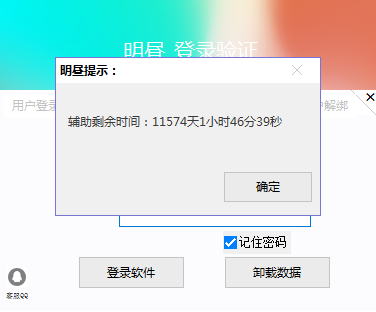 明昼 登录验证
用户登录
户解绑
明昼提示：
辅助剩余时间：11574天1小时46分39秒
确定
记住密码
登录软件
卸载数据
客服QQ